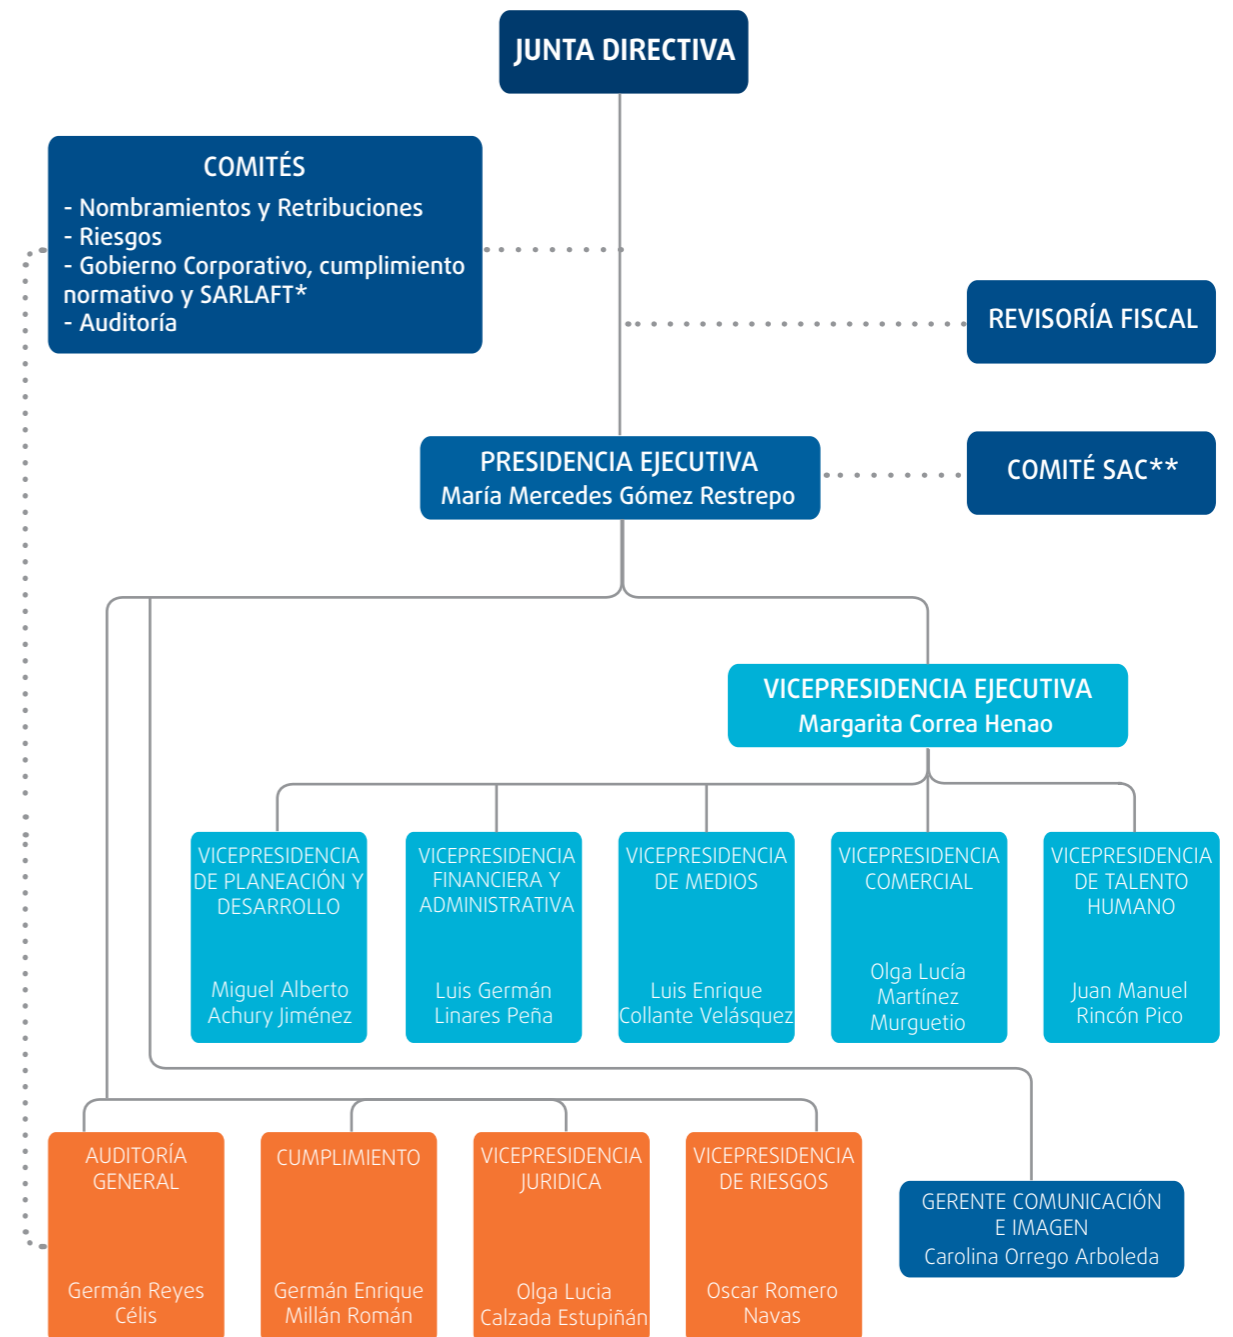 JUNTA DIRECTIVA
COMITÉS
- Nombramientos y Retribuciones
- Riesgos
- Gobierno Corporativo, cumplimiento
normativo y SARLAFT*
- Auditoría
REVISORÍA FISCAL
PRESIDENCIA EJECUTIVA
María Mercedes Gómez Restrepo
COMITÉ SAC**
VICEPRESIDENCIA EJECUTIVA
Margarita Correa Henao
VICEPRESIDENCIA
DE PLANEACIÓN Y
DESARROLLO
Miguel Alberto
Achury Jiménez
VICEPRESIDENCIA
FINANCIERA Y
ADMINISTRATIVA
Luis Germán
Linares Peña
VICEPRESIDENCIA
DE MEDIOS
Luis Enrique
Collante Velásquez
VICEPRESIDENCIA
COMERCIAL
Olga Lucía
Martínez
Murguetio
VICEPRESIDENCIA
DE TALENTO
HUMANO
Juan Manuel
Rincón Pico
AUDITORÍA
GENERAL
Germán Reyes
Célis
CUMPLIMIENTO
Germán Enrique
Millán Román
VICEPRESIDENCIA
JURIDICA
Olga Lucia
Calzada Estupiñán
VICEPRESIDENCIA
DE RIESGOS
Oscar Romero
Navas
GERENTE COMUNICACIÓN
E IMAGEN
Carolina Orrego Arboleda